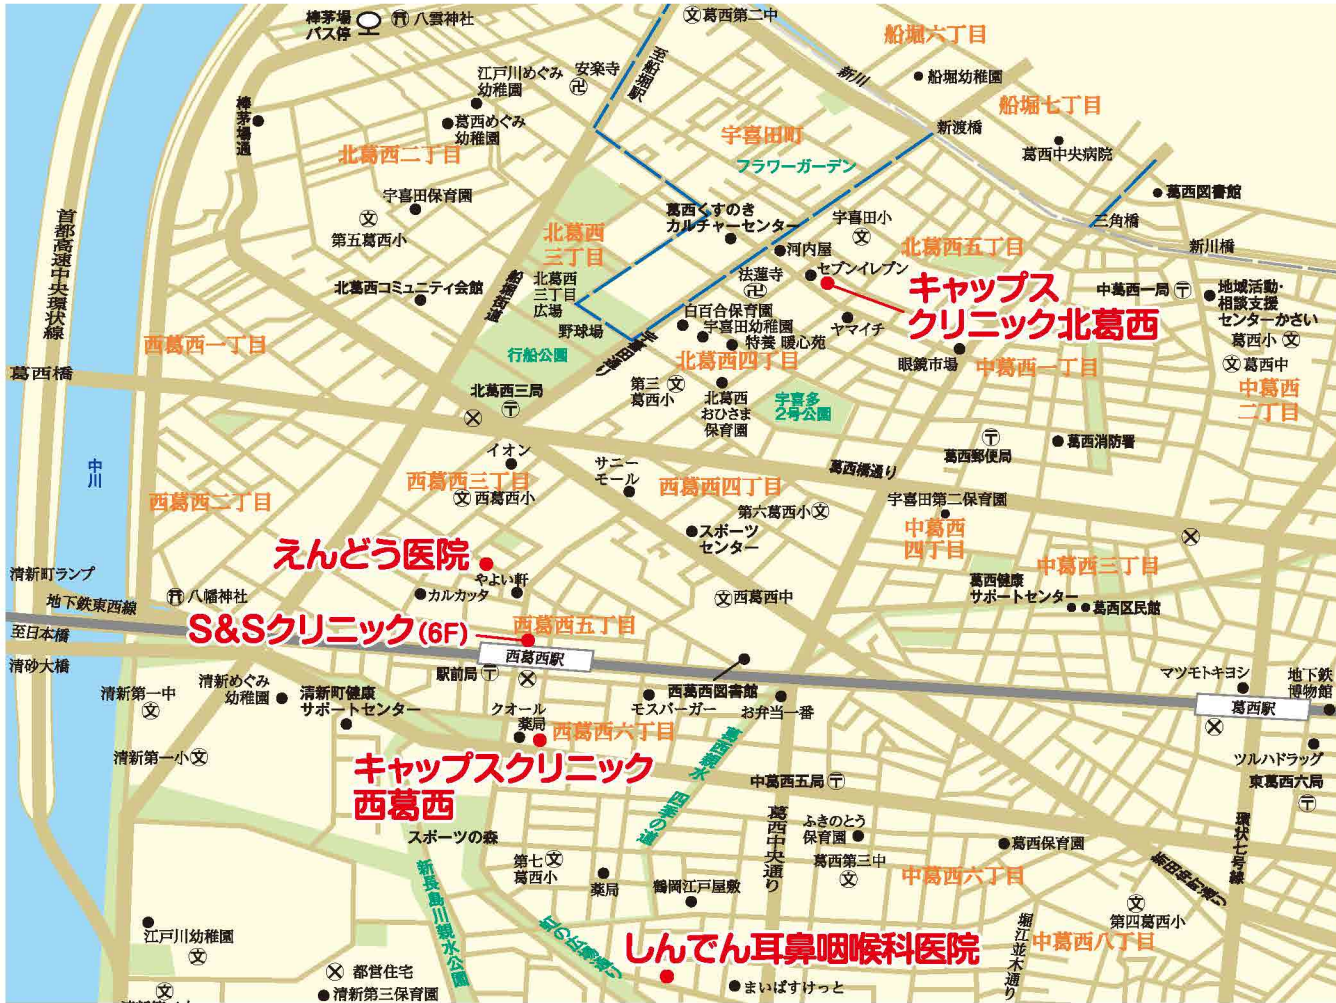 棒茅場
バス停
八雲神社
文 葛西第二中
至船堀駅
新川
船堀六丁目
船堀幼稚園
船堀七丁目
江戸川めぐみ
幼稚園
安楽寺
棒茅場通
葛西めぐみ
幼稚園
北葛西二丁目
宇喜田町
フラワーガーデン
新渡橋
葛西中央病院
葛西図書館
三角橋
新川橋
宇喜田保育園
文
第五葛西小
首都高速中央環状線
北葛西
三丁目
葛西くすのき
カルチャーセンター
宇喜田小
文
河内屋
北葛西五丁目
セブンイレブン
法蓮寺
キャップス
クリニック北葛西
中葛西一局
地域活動・
相談支援
センターかさい
北葛西コミュニティ会館
船堀街道
北葛西
三丁目
広場
野球場
白百合保育園
宇喜田幼稚園
特養 暖心苑
ヤマイチ
葛西小 文
文 葛西中
西葛西一丁目
行船公園
宇喜田通り
北葛西四丁目
眼鏡市場
中葛西一丁目
中葛西
二丁目
葛西橋
北葛西三局
第三 文
葛西小
北葛西
おひさま
保育園
宇喜多
2号公園
葛西郵便局
葛西消防署
中川
イオン
サニー
モール
葛西橋通り
西葛西二丁目
西葛西三丁目
文 西葛西小
西葛西四丁目
宇喜田第二保育園
第六葛西小 文
スポーツ
センター
中葛西
四丁目
えんどう医院
中葛西三丁目
葛西健康
サポートセンター
葛西区民館
清新町ランプ
地下鉄東西線
八幡神社
カルカッタ
やよい軒
文 西葛西中
至日本橋
S&Sクリニック(6F)
西葛西五丁目
西葛西駅
清砂大橋
清新第一中
文
清新めぐみ
幼稚園
清新町健康
サポートセンター
駅前局
西葛西図書館
モスバーガー
お弁当一番
マツモトキヨシ
地下鉄
博物館
葛西駅
クオール
薬局
西葛西六丁目
葛西親水 四季の道
清新第一小 文
キャップスクリニック
西葛西
中葛西五局
ツルハドラッグ
東葛西六局
スポーツの森
葛西中央通り
ふきのとう
保育園
葛西保育園
環状七号線
第七 文
葛西小
葛西第三中
文
新長島川親水公園
薬局
鶴岡江戸屋敷
中葛西六丁目
文
第四葛西小
江戸川幼稚園
文
虹の広場通り
しんでん耳鼻咽喉科医院
堀江並木通り
中葛西八丁目
都営住宅
文
清新第三保育園
まいばすけっと